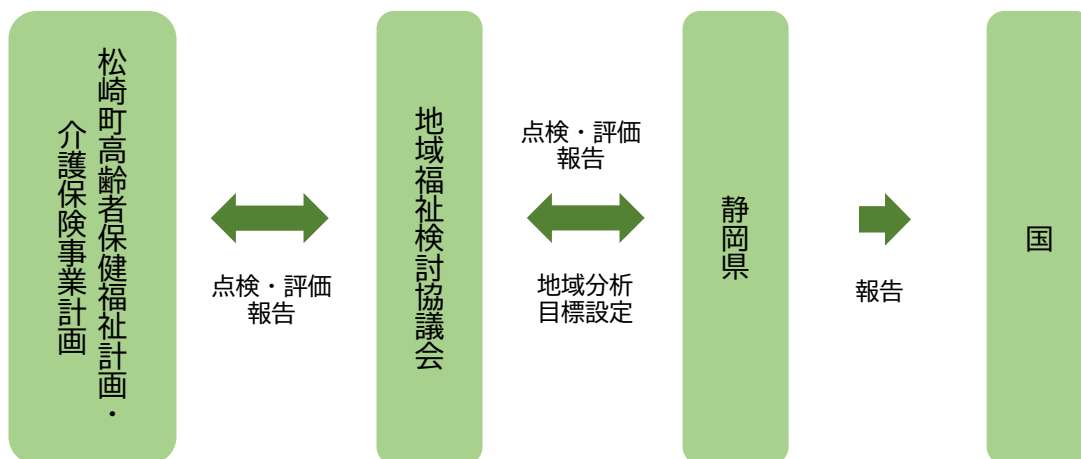 松崎町高齢者保健福祉計画・
介護保険事業計画
点検・評価
報告
地域福祉検討協議会
点検・評価
報告
地域分析
目標設定
静岡県
報告
国